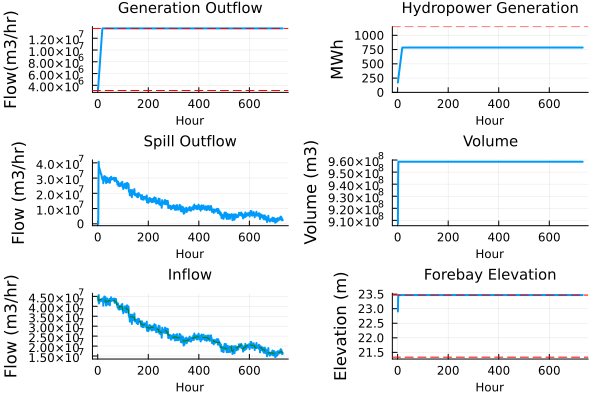 Generation Outflow
Flow(m3/hr)
1.20×10⁷
1.00×10⁷
8.00×10⁶
6.00×10⁶
4.00×10⁶
0 200 400 600
Hour
Hydropower Generation
MWh
1000
750
500
250
0
0 200 400 600
Hour
Spill Outflow
Flow (m3/hr)
4.0×10⁷
3.0×10⁷
2.0×10⁷
1.0×10⁷
0
0 200 400 600
Hour
Volume
Volume (m3)
9.60×10⁸
9.50×10⁸
9.40×10⁸
9.30×10⁸
9.20×10⁸
9.10×10⁸
0 200 400 600
Hour
Inflow
Flow (m3/hr)
4.50×10⁷
4.00×10⁷
3.50×10⁷
3.00×10⁷
2.50×10⁷
2.00×10⁷
1.50×10⁷
0 200 400 600
Hour
Forebay Elevation
Elevation (m)
23.5
23.0
22.5
22.0
21.5
0 200 400 600
Hour